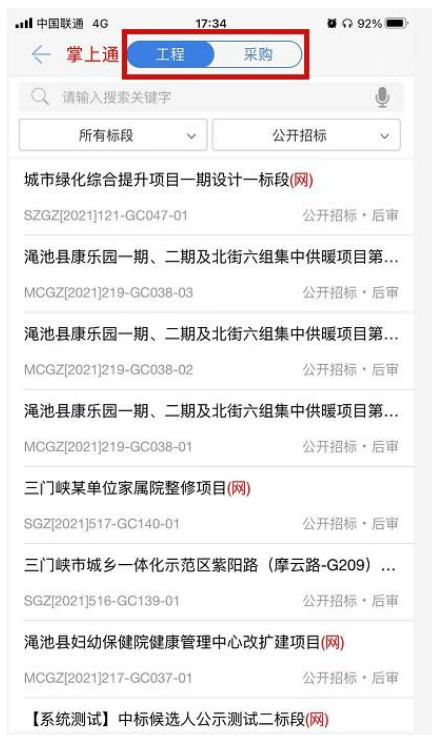 中国联通 4G 17:34 92%
掌上通 工程 采购
请输入搜索关键字
所有标段 公开招标
城市绿化综合提升项目一期设计一标段(网)
SZGZ[2021]121-GC047-01 公开招标・后审
渑池县康乐园一期、二期及北街六组集中供暖项目第...
MCGZ[2021]219-GC038-03 公开招标・后审
渑池县康乐园一期、二期及北街六组集中供暖项目第...
MCGZ[2021]219-GC038-02 公开招标・后审
渑池县康乐园一期、二期及北街六组集中供暖项目第...
MCGZ[2021]219-GC038-01 公开招标・后审
三门峡某单位家属院整修项目(网)
SGZ[2021]517-GC140-01 公开招标・后审
三门峡市城乡一体化示范区紫阳路（摩云路-G209）...
SGZ[2021]516-GC139-01 公开招标・后审
渑池县妇幼保健院健康管理中心改扩建项目(网)
MCGZ[2021]217-GC037-01 公开招标・后审
【系统测试】中标候选人公示测试二标段(网)